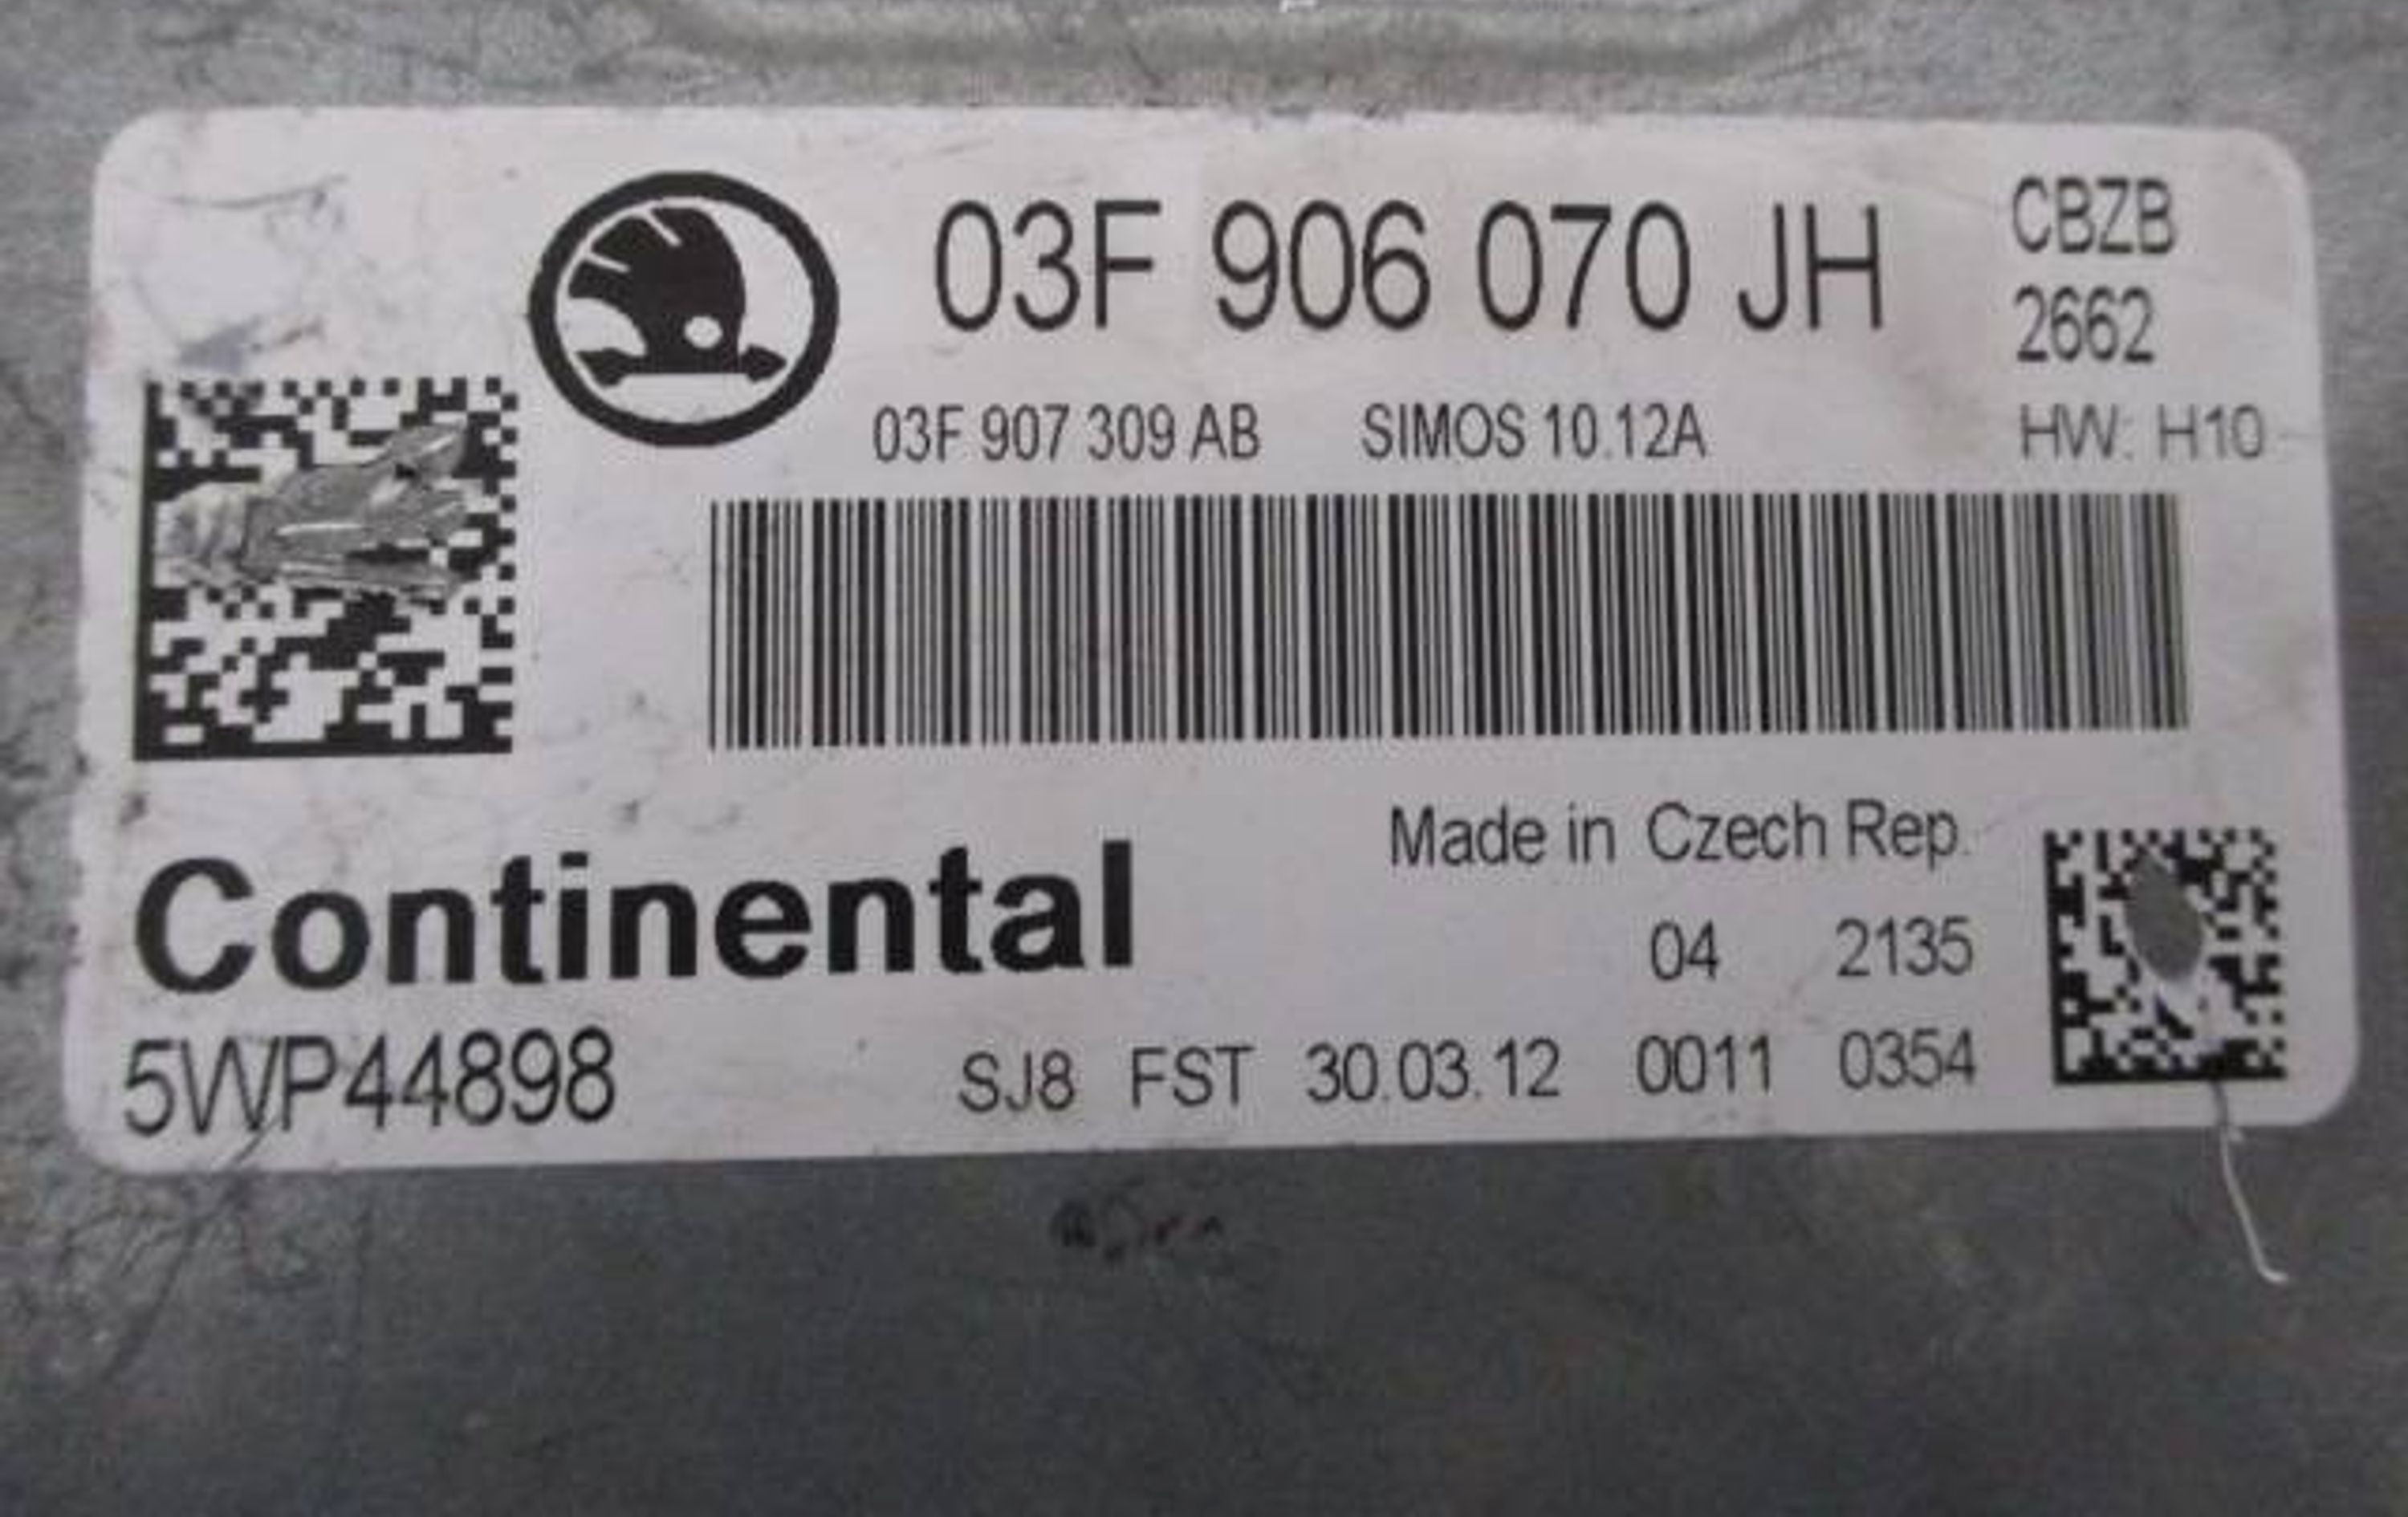 03F 906 070 JH
CBZB
2662
03F 907 309 AB SIMOS 10.12A
HW: H10
Made in Czech Rep.
Continental
04 2135
5WP44898
SJ8 FST 30.03.12 0011 0354